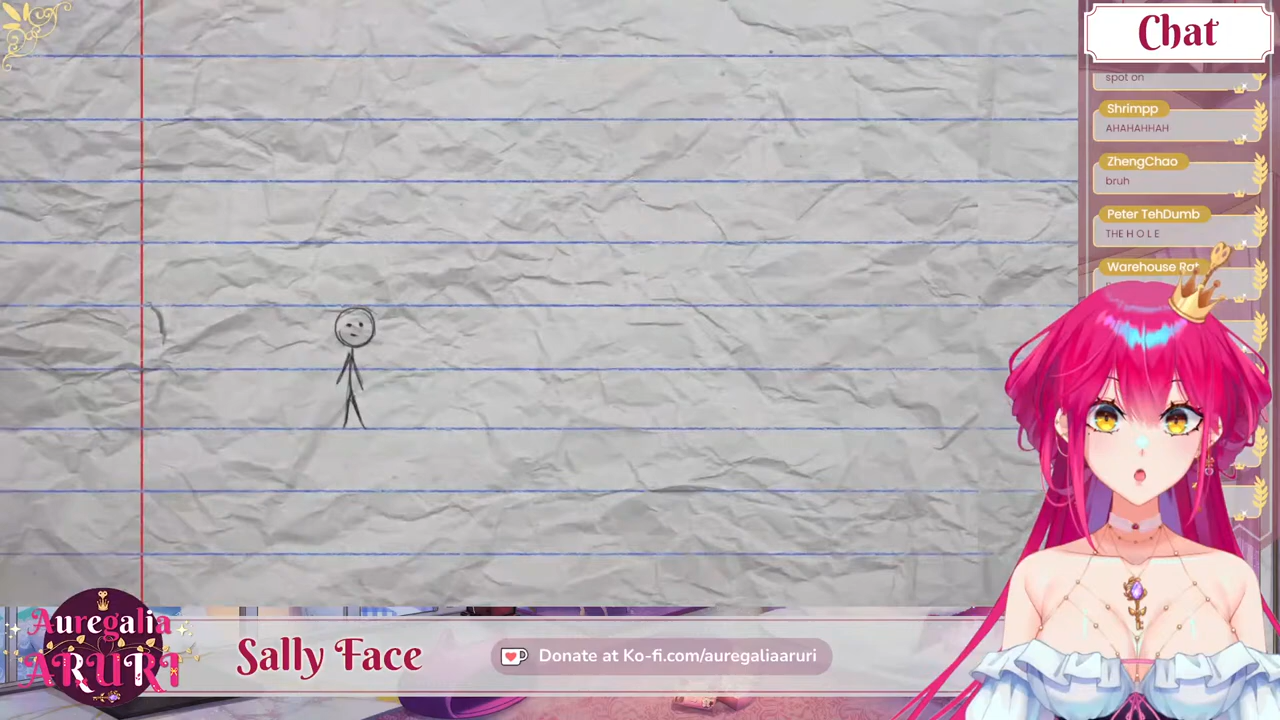 Chat
spot on
Shrimpp
AHAHAHHAH
ZhengChao
bruh
Peter TehDumb
THE H O L E
Warehouse Rat
Auregalia
ARURI
Sally Face
Donate at Ko-fi.com/auregaliaaruri